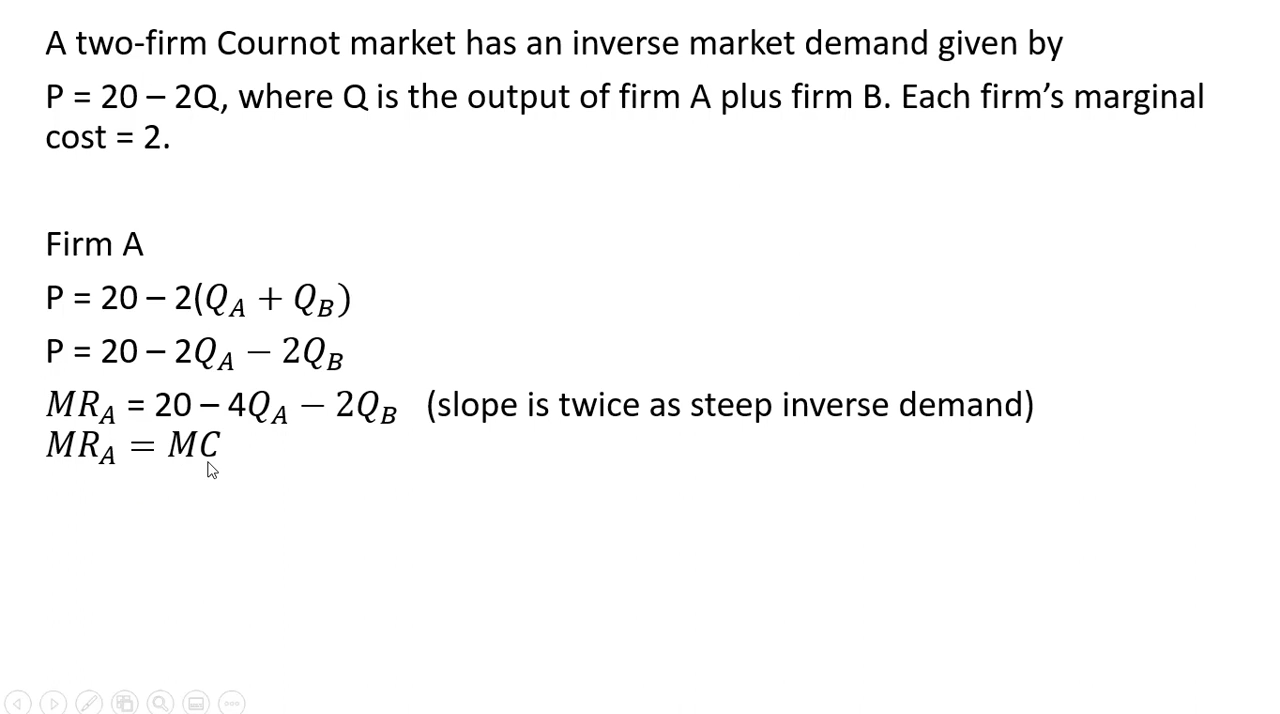 A two-firm Cournot market has an inverse market demand given by
P = 20 – 2Q, where Q is the output of firm A plus firm B. Each firm’s marginal
cost = 2.
Firm A
P = 20 – 2(Q_A + Q_B)
P = 20 – 2Q_A − 2Q_B
MR_A = 20 – 4Q_A − 2Q_B (slope is twice as steep inverse demand)
MR_A = MC